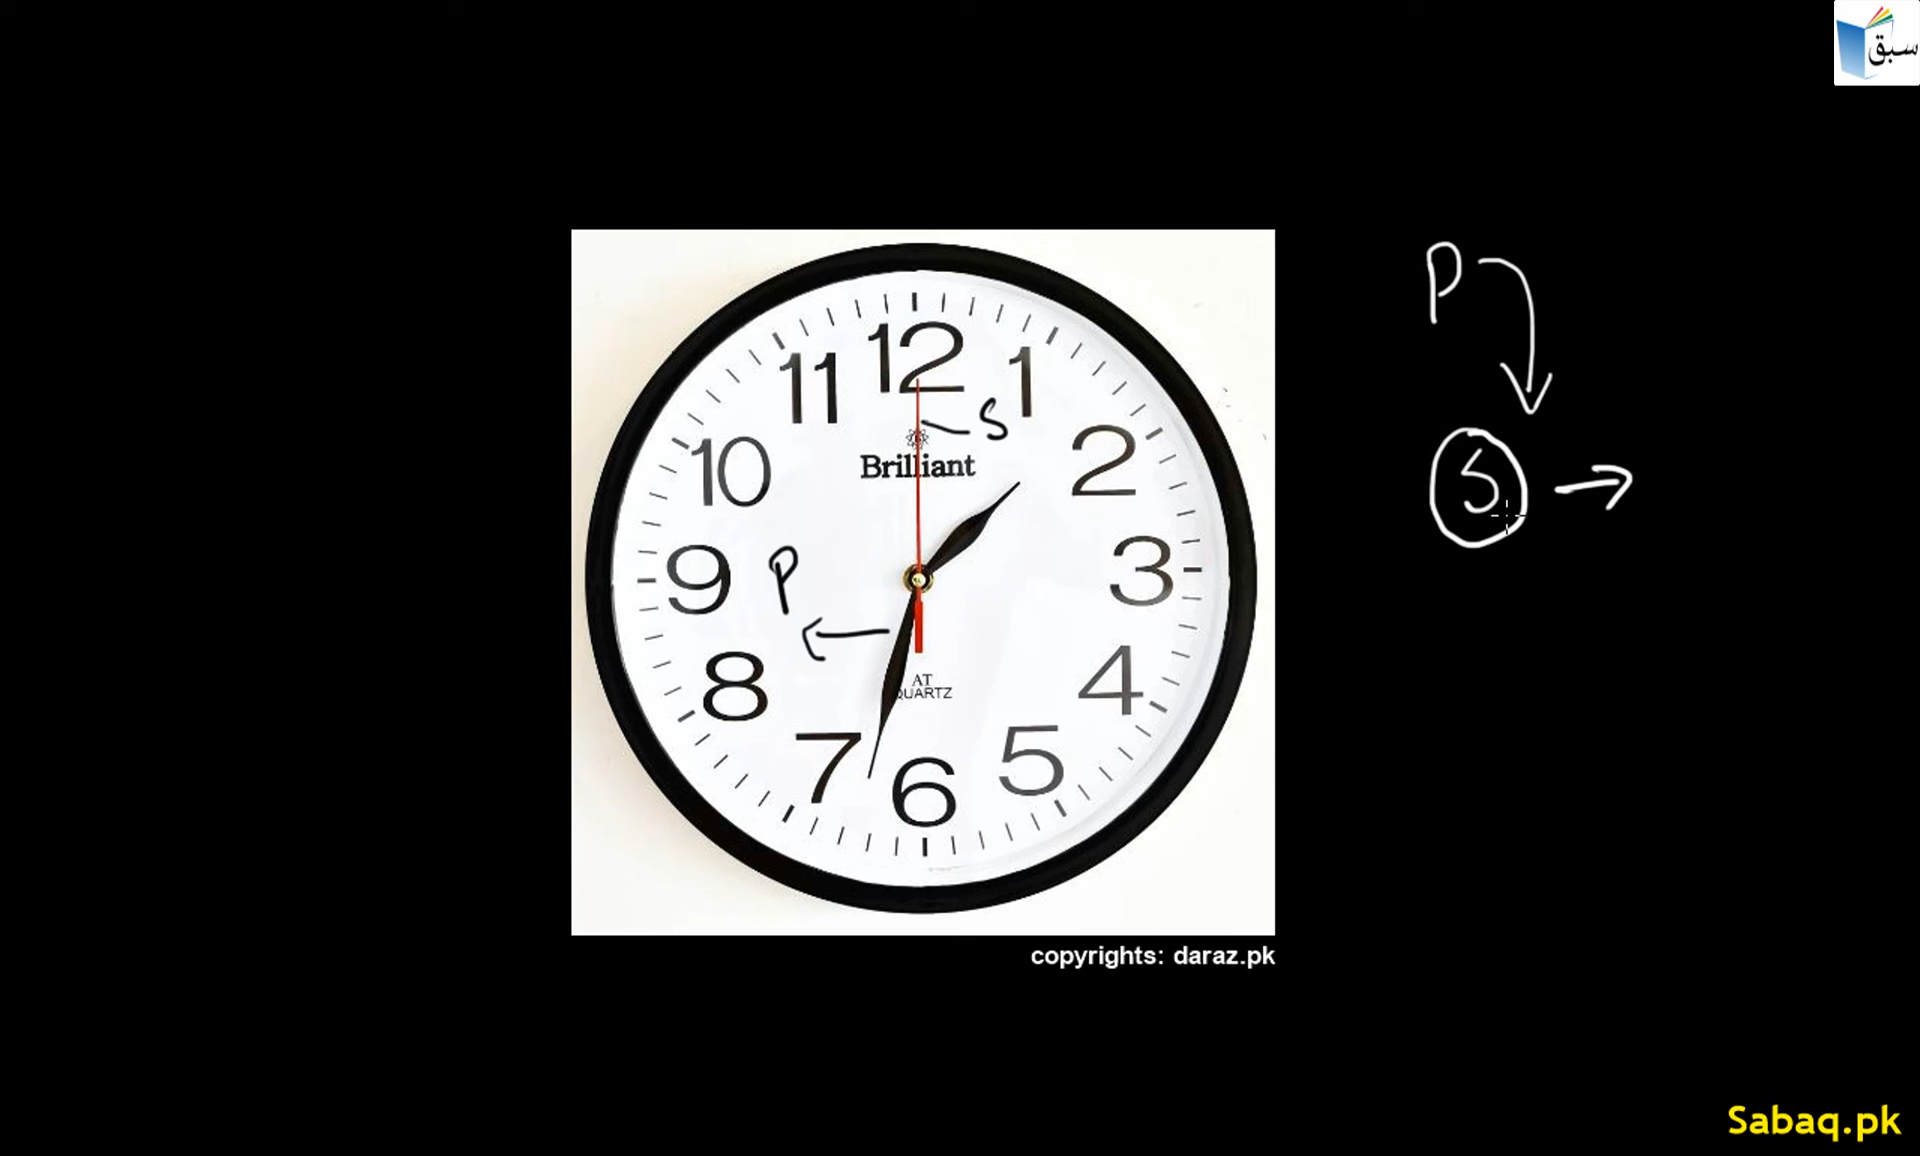 سبق
12
11
1
S
10
Brilliant
2
9
P
3
8
AT
QUARTZ
4
7
6
5
copyrights: daraz.pk
P
S
Sabaq.pk